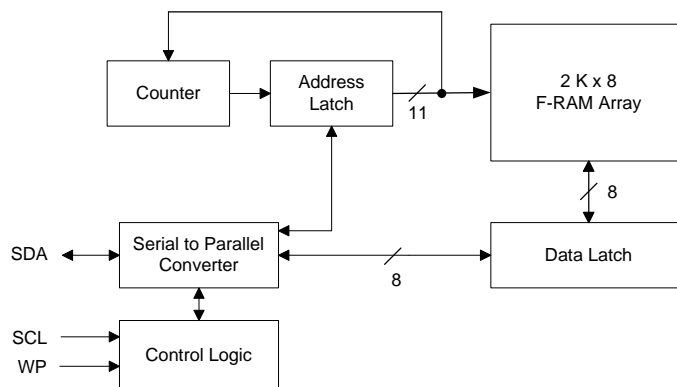 Counter
Address
Latch
11
2 K x 8
F-RAM Array
8
SDA
Serial to Parallel
Converter
8
Data Latch
SCL
WP
Control Logic